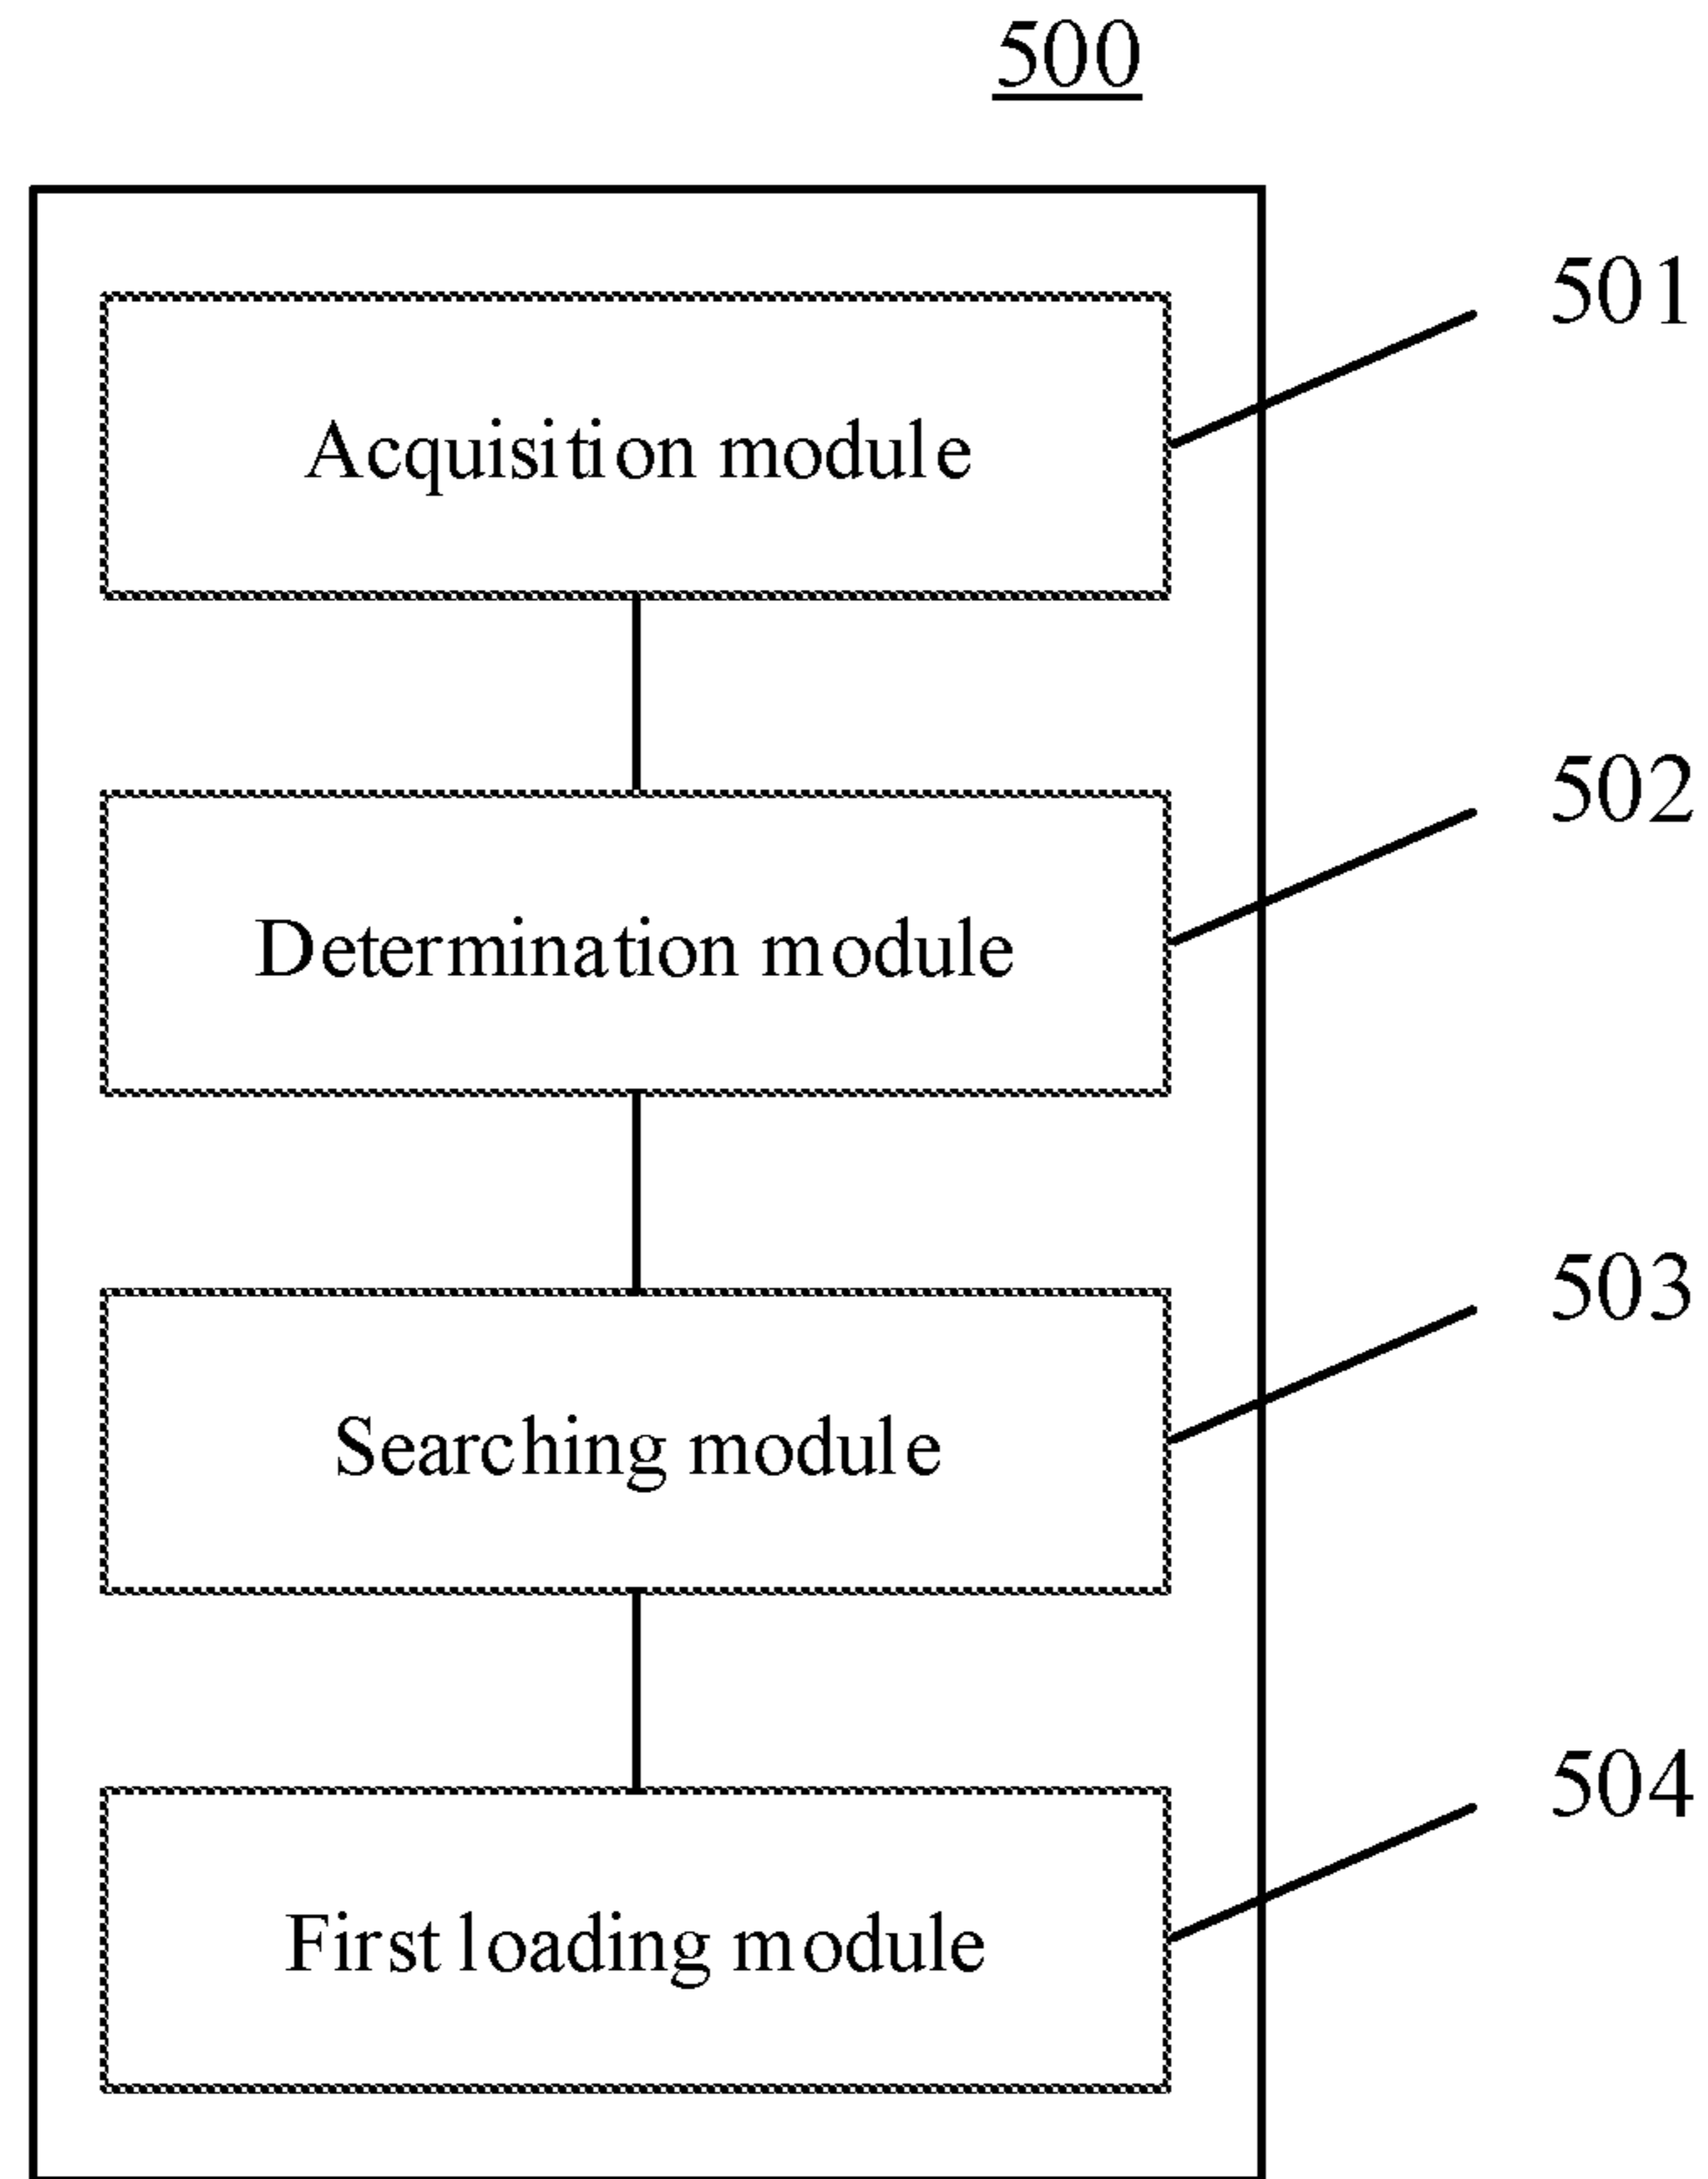 500
Acquisition module
501
Determination module
502
Searching module
503
First loading module
504